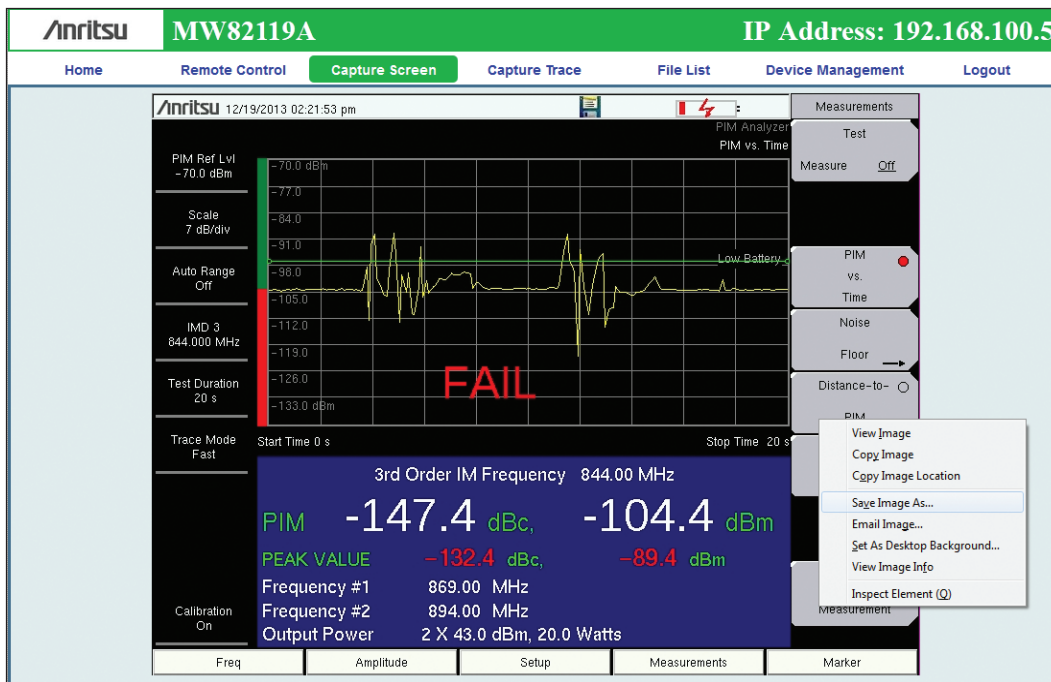 Anritsu MW82119A IP Address: 192.168.100.5
Home Remote Control Capture Screen Capture Trace File List Device Management Logout
Anritsu 12/19/2013 02:21:53 pm
Measurements
PIM Analyzer
PIM vs. Time
Test
Measure Off
PIM Ref Lvl
-70.0 dBm
Scale
7 dB/div
Auto Range
Off
IMD 3
844.000 MHz
Test Duration
20 s
Trace Mode
Fast
Calibration
On
-70.0 dBm
-77.0
-84.0
-91.0
-98.0
-105.0
-112.0
-119.0
-126.0
-133.0 dBm
Low Battery
FAIL
Start Time 0 s Stop Time 20 s
3rd Order IM Frequency 844.00 MHz
PIM -147.4 dBc, -104.4 dBm
PEAK VALUE -132.4 dBc, -89.4 dBm
Frequency #1 869.00 MHz
Frequency #2 894.00 MHz
Output Power 2 X 43.0 dBm, 20.0 Watts
PIM
vs.
Time
Noise
Floor
Distance-to-
PIM
View Image
Copy Image
Copy Image Location
Save Image As...
Email Image...
Set As Desktop Background...
View Image Info
Inspect Element (Q)
Measurement
Freq Amplitude Setup Measurements Marker